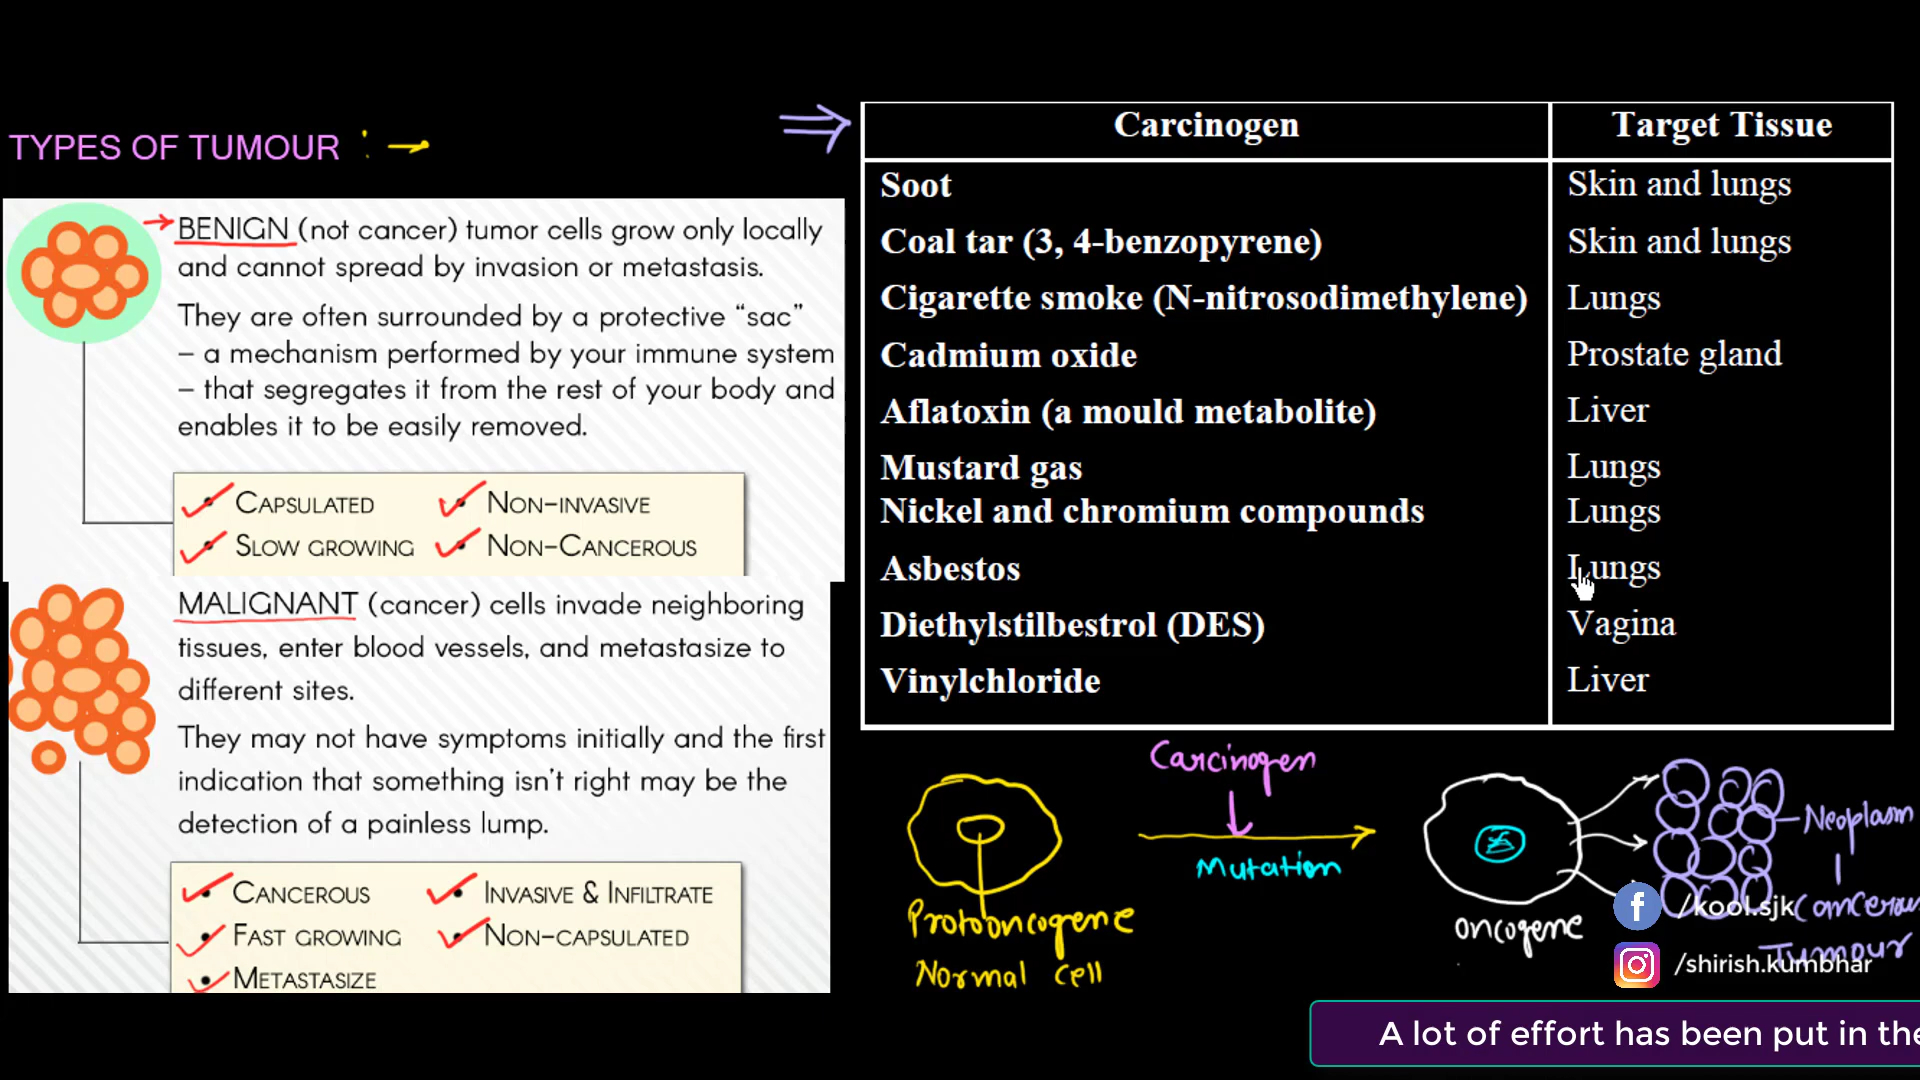 TYPES OF TUMOUR :
BENIGN (not cancer) tumor cells grow only locally
and cannot spread by invasion or metastasis.
They are often surrounded by a protective “sac”
– a mechanism performed by your immune system
– that segregates it from the rest of your body and
enables it to be easily removed.
• CAPSULATED • NON-INVASIVE
• SLOW GROWING • NON-CANCEROUS
MALIGNANT (cancer) cells invade neighboring
tissues, enter blood vessels, and metastasize to
different sites.
They may not have symptoms initially and the first
indication that something isn't right may be the
detection of a painless lump.
• CANCEROUS • INVASIVE & INFILTRATE
• FAST GROWING • NON-CAPSULATED
• METASTASIZE
Carcinogen Target Tissue
Soot Skin and lungs
Coal tar (3, 4-benzopyrene) Skin and lungs
Cigarette smoke (N-nitrosodimethylene) Lungs
Cadmium oxide Prostate gland
Aflatoxin (a mould metabolite) Liver
Mustard gas Lungs
Nickel and chromium compounds Lungs
Asbestos Lungs
Diethylstilbestrol (DES) Vagina
Vinylchloride Liver
Carcinogen
Mutation
Protooncogene
Normal cell
oncogene
Neoplasm
Cancerous
Tumour
/kool.sjk
/shirish.kumbhar
A lot of effort has been put in the